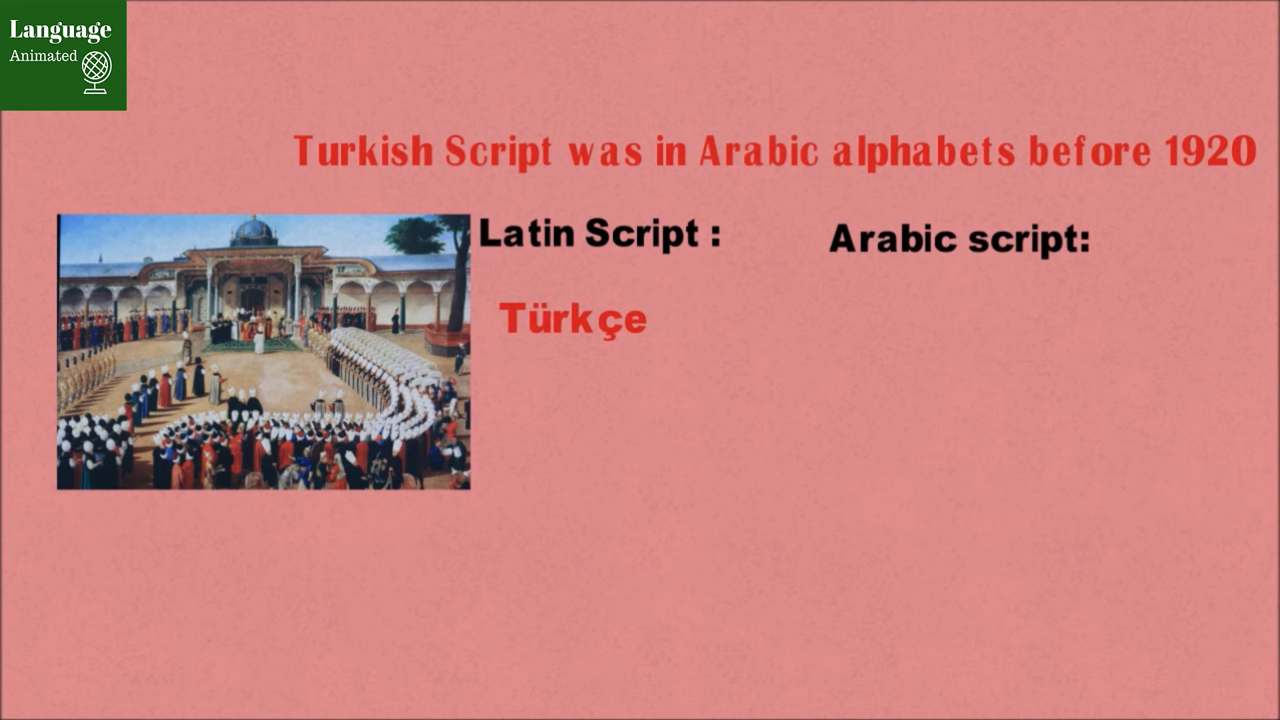 Language
Animated
Turkish Script was in Arabic alphabets before 1920
Latin Script :
Arabic script:
Türkçe